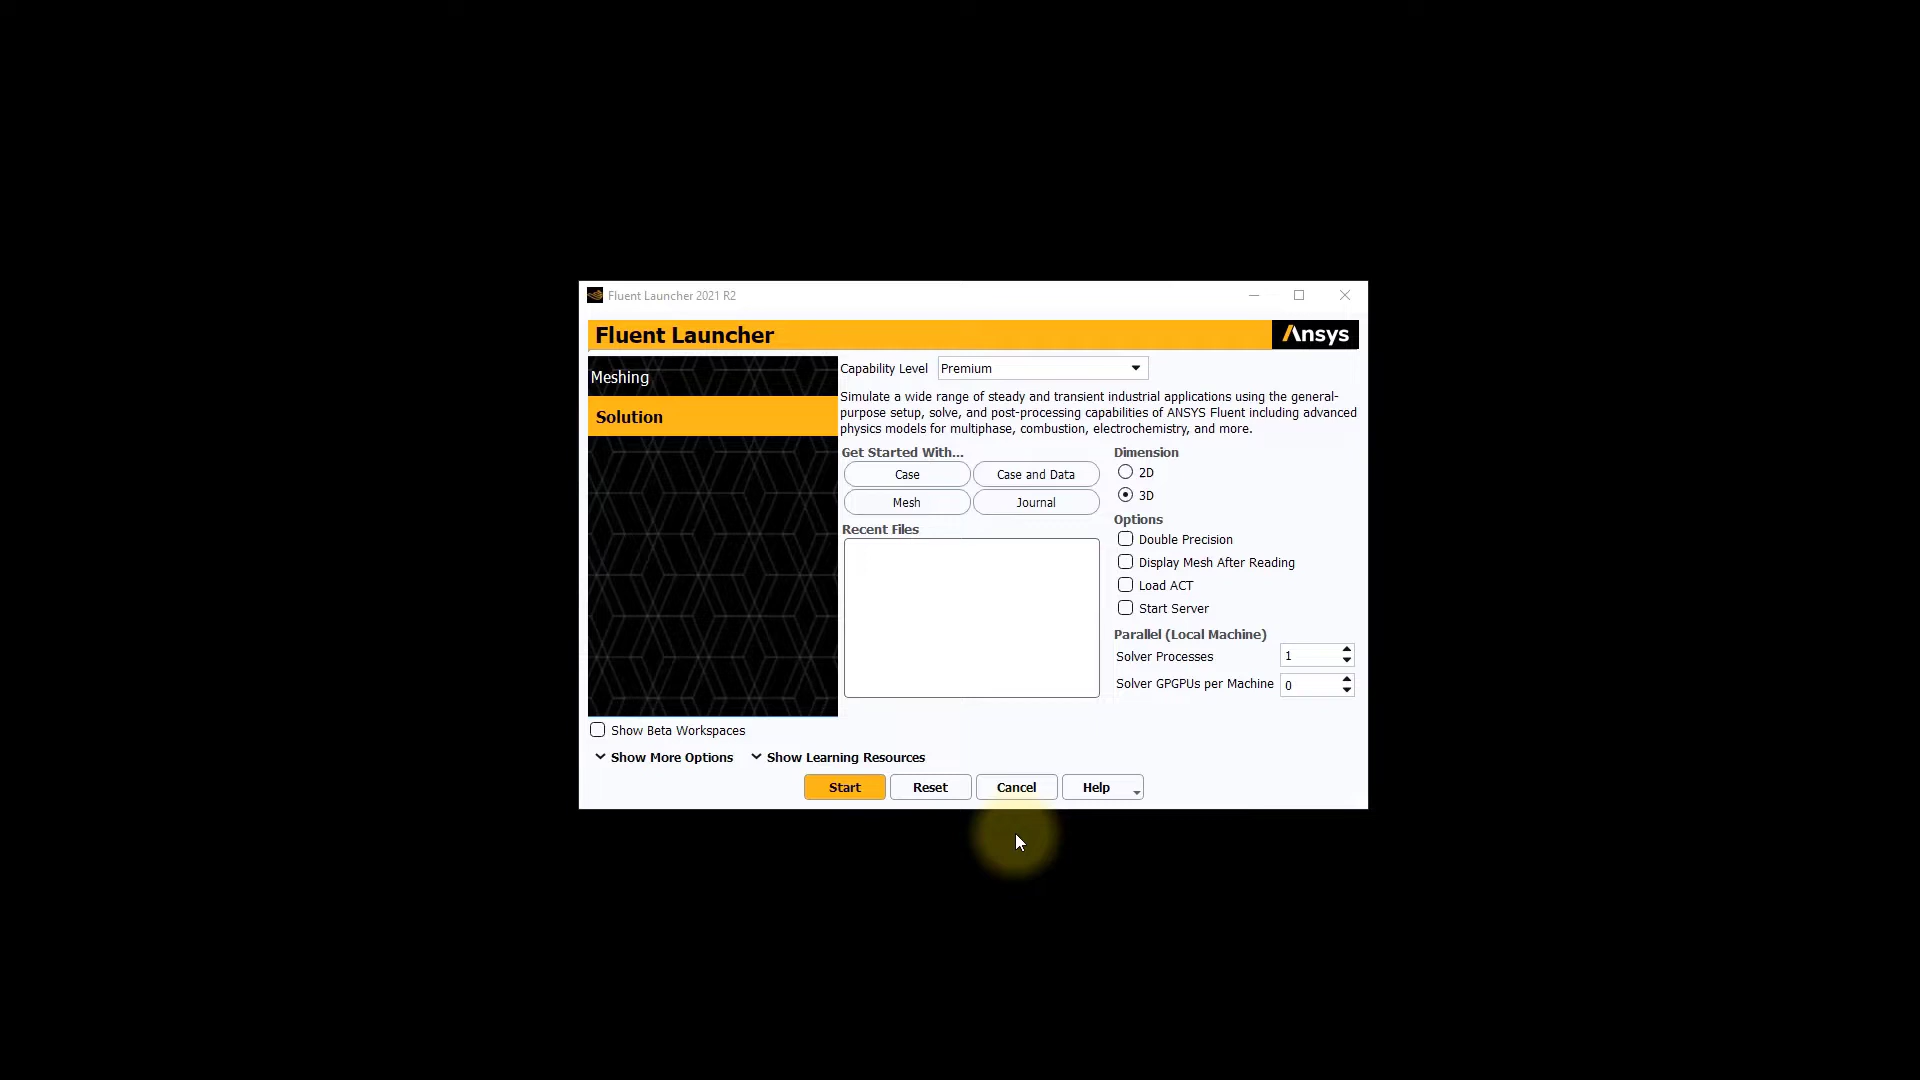 Fluent Launcher 2021 R2
Fluent Launcher
Ansys
Meshing
Solution
Capability Level Premium
Simulate a wide range of steady and transient industrial applications using the general-
purpose setup, solve, and post-processing capabilities of ANSYS Fluent including advanced
physics models for multiphase, combustion, electrochemistry, and more.
Get Started With...
Case Case and Data
Mesh Journal
Recent Files
Dimension
2D
3D
Options
Double Precision
Display Mesh After Reading
Load ACT
Start Server
Parallel (Local Machine)
Solver Processes 1
Solver GPGPUs per Machine 0
Show Beta Workspaces
Show More Options Show Learning Resources
Start Reset Cancel Help